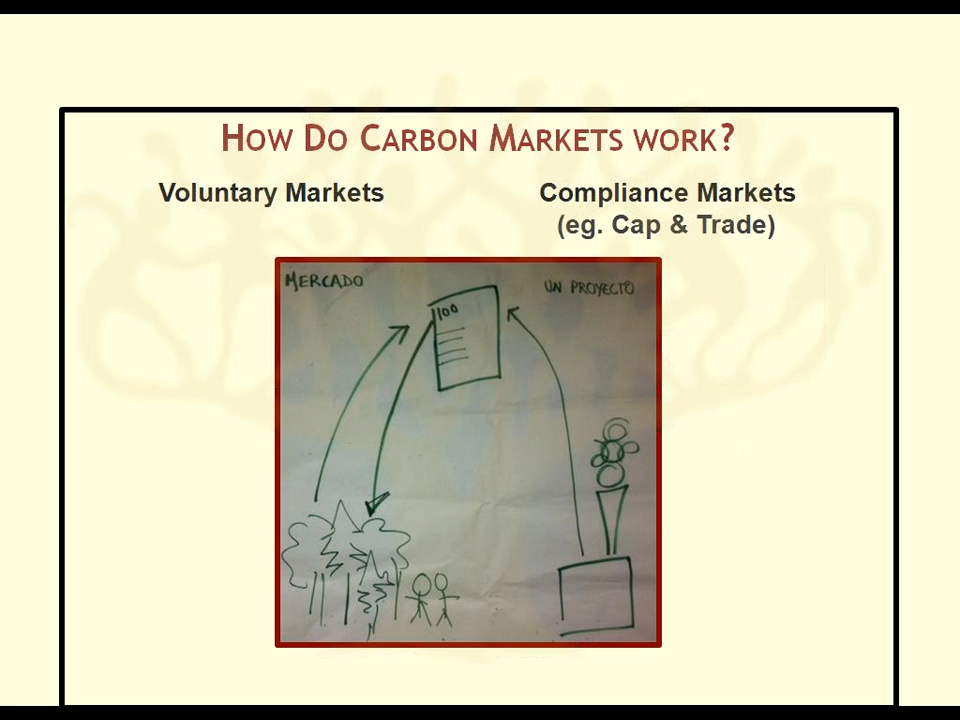 HOW DO CARBON MARKETS WORK?
Voluntary Markets
Compliance Markets
(eg. Cap & Trade)
MERCADO
UN PROYECTO
100